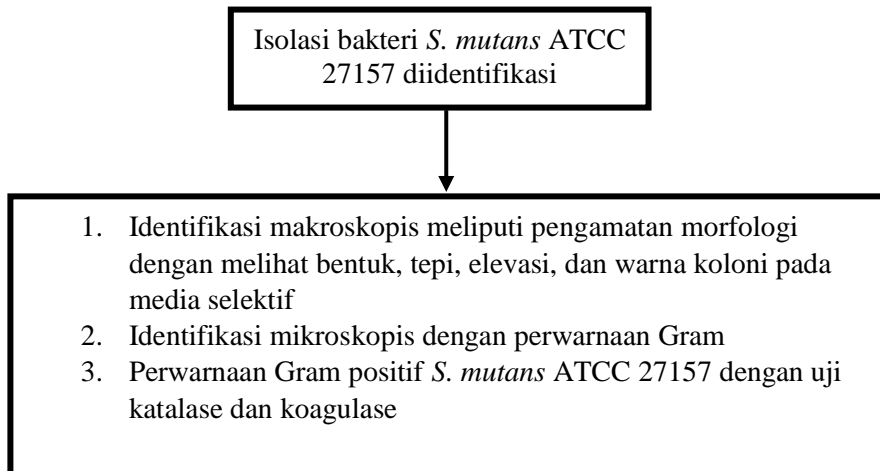 Isolasi bakteri S. mutans ATCC
27157 diidentifikasi
1. Identifikasi makroskopis meliputi pengamatan morfologi
dengan melihat bentuk, tepi, elevasi, dan warna koloni pada
media selektif
2. Identifikasi mikroskopis dengan perwarnaan Gram
3. Perwarnaan Gram positif S. mutans ATCC 27157 dengan uji
katalase dan koagulase